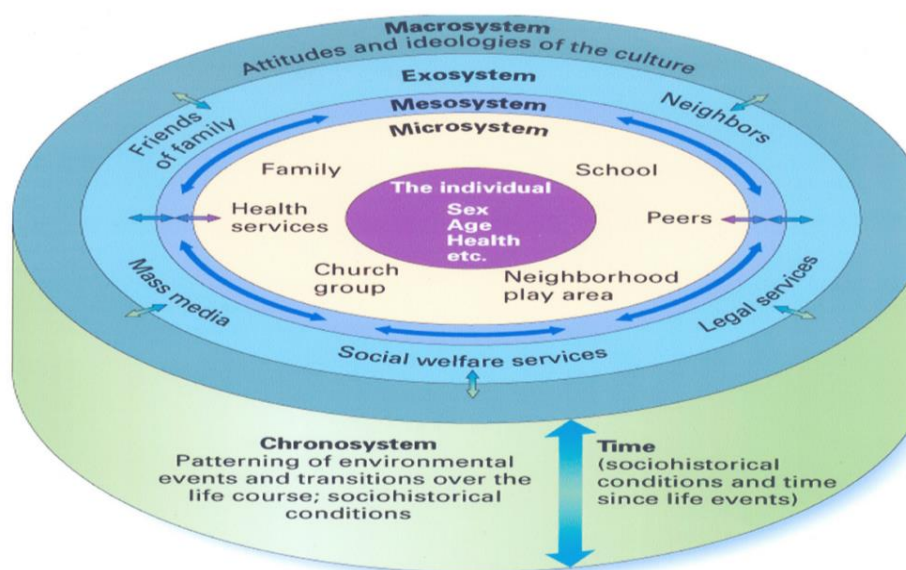 Macrosystem
Attitudes and ideologies of the culture
Exosystem
Mesosystem
Microsystem
Friends
of family
Neighbors
Family
School
The individual
Sex
Age
Health
etc.
Health
services
Peers
Church
group
Neighborhood
play area
Mass media
Legal services
Social welfare services
Chronosystem
Patterning of environmental
events and transitions over the
life course; sociohistorical
conditions
Time
(sociohistorical
conditions and time
since life events)